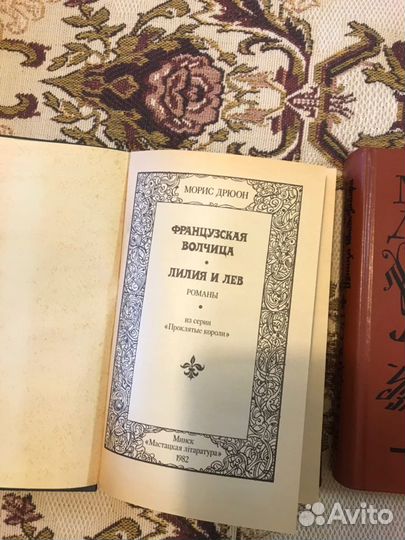 МОРИС ДРЮОН
ФРАНЦУЗСКАЯ
ВОЛЧИЦА
•
ЛИЛИЯ И ЛЕВ
РОМАНЫ
•
из серии
«Проклятые короли»
Минск
«Мастацкая літаратура»
1982
Avito